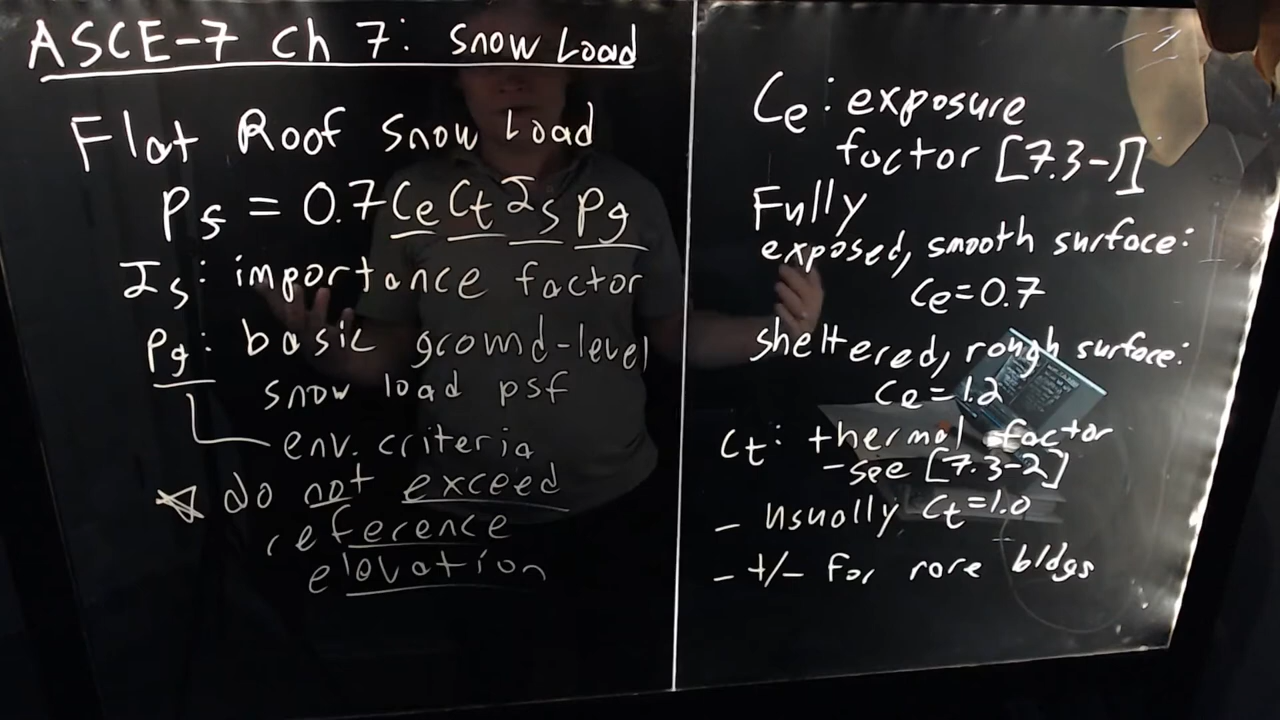 ASCE-7 Ch 7: Snow Load
Flat Roof Snow Load
Ps = 0.7 Ce Ct Is Pg
Is: importance factor
Pg: basic ground-level
snow load psf
env. criteria
do not exceed
reference
elevation
Ce: exposure
factor [7.3-1]
Fully
exposed, smooth surface:
Ce=0.7
sheltered, rough surface:
Ce=1.2
Ct: thermal factor
- see [7.3-2]
- usually Ct=1.0
- +/- for rare bldgs